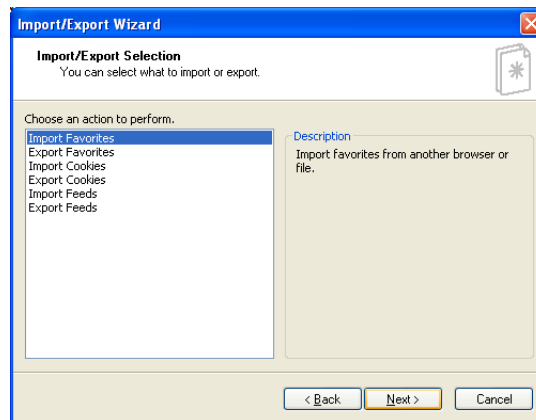 Import/Export Wizard
Import/Export Selection
You can select what to import or export.
Choose an action to perform.
Import Favorites
Export Favorites
Import Cookies
Export Cookies
Import Feeds
Export Feeds
Description
Import favorites from another browser or
file.
< Back
Next >
Cancel